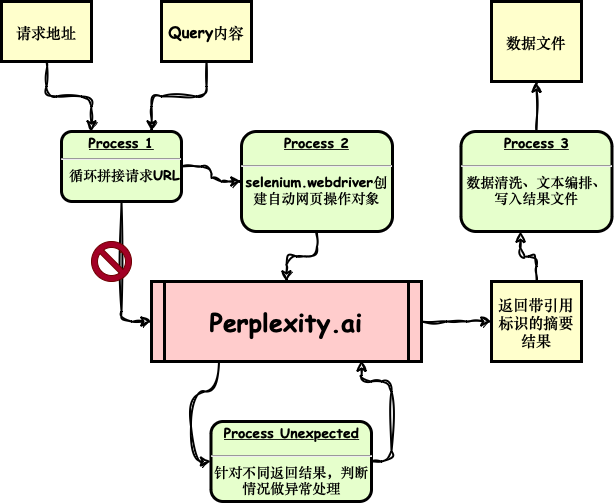 请求地址
Query内容
数据文件
Process 1
循环拼接请求URL
Process 2
selenium.webdriver创
建自动网页操作对象
Process 3
数据清洗、文本编排、
写入结果文件
Perplexity.ai
返回带引用
标识的摘要
结果
Process Unexpected
针对不同返回结果，判断
情况做异常处理